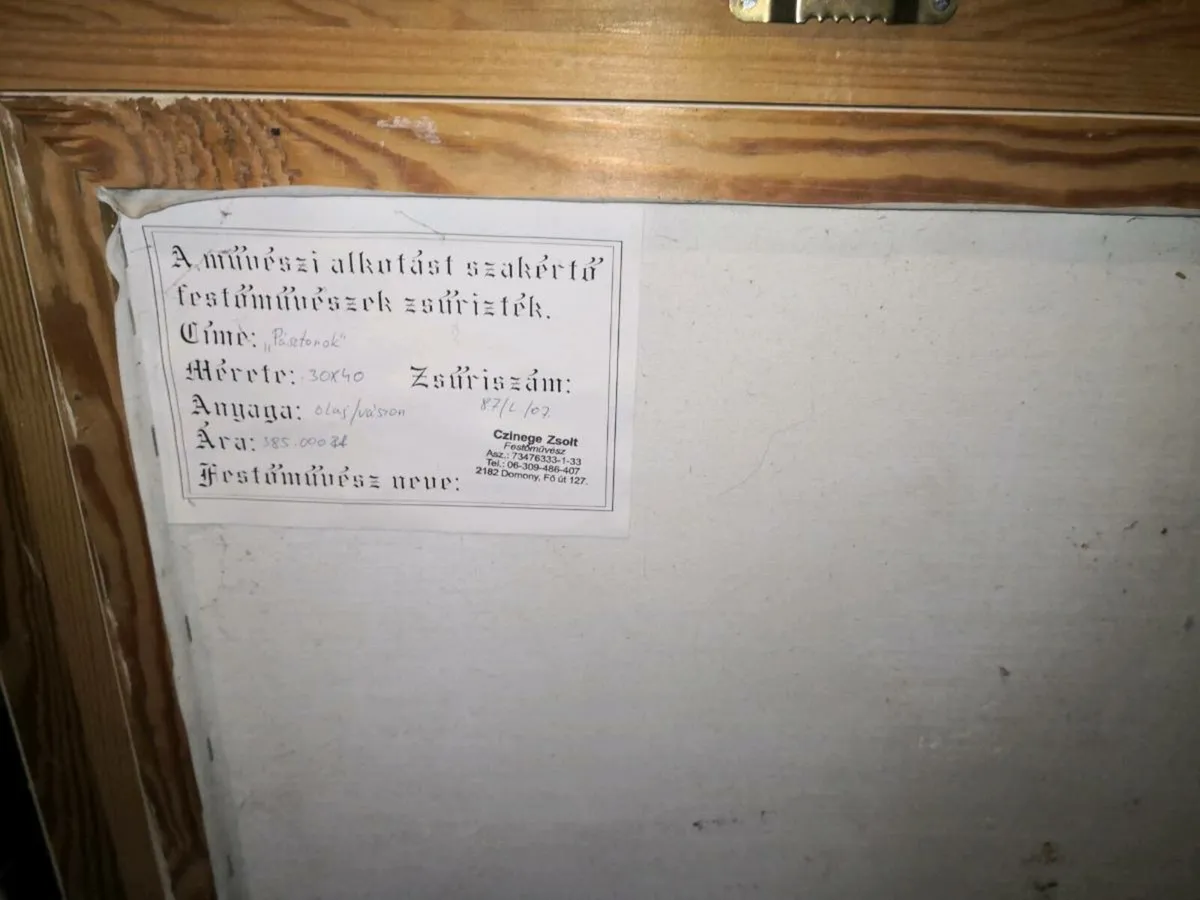 A művészi alkotást szakértő
festőművészek zsűrizték.
Címe: „Pásztorok"
Mérete: 30X40 Zsűriszám:
Anyaga: olaj/vászon 87/L/07
Ára: 385.000 Ft
Czinege Zsolt
Festőművész
Asz.: 73476333-1-33
Tel.: 06-309-486-407
2182 Domony, Fő út 127.
Festőművész neve: